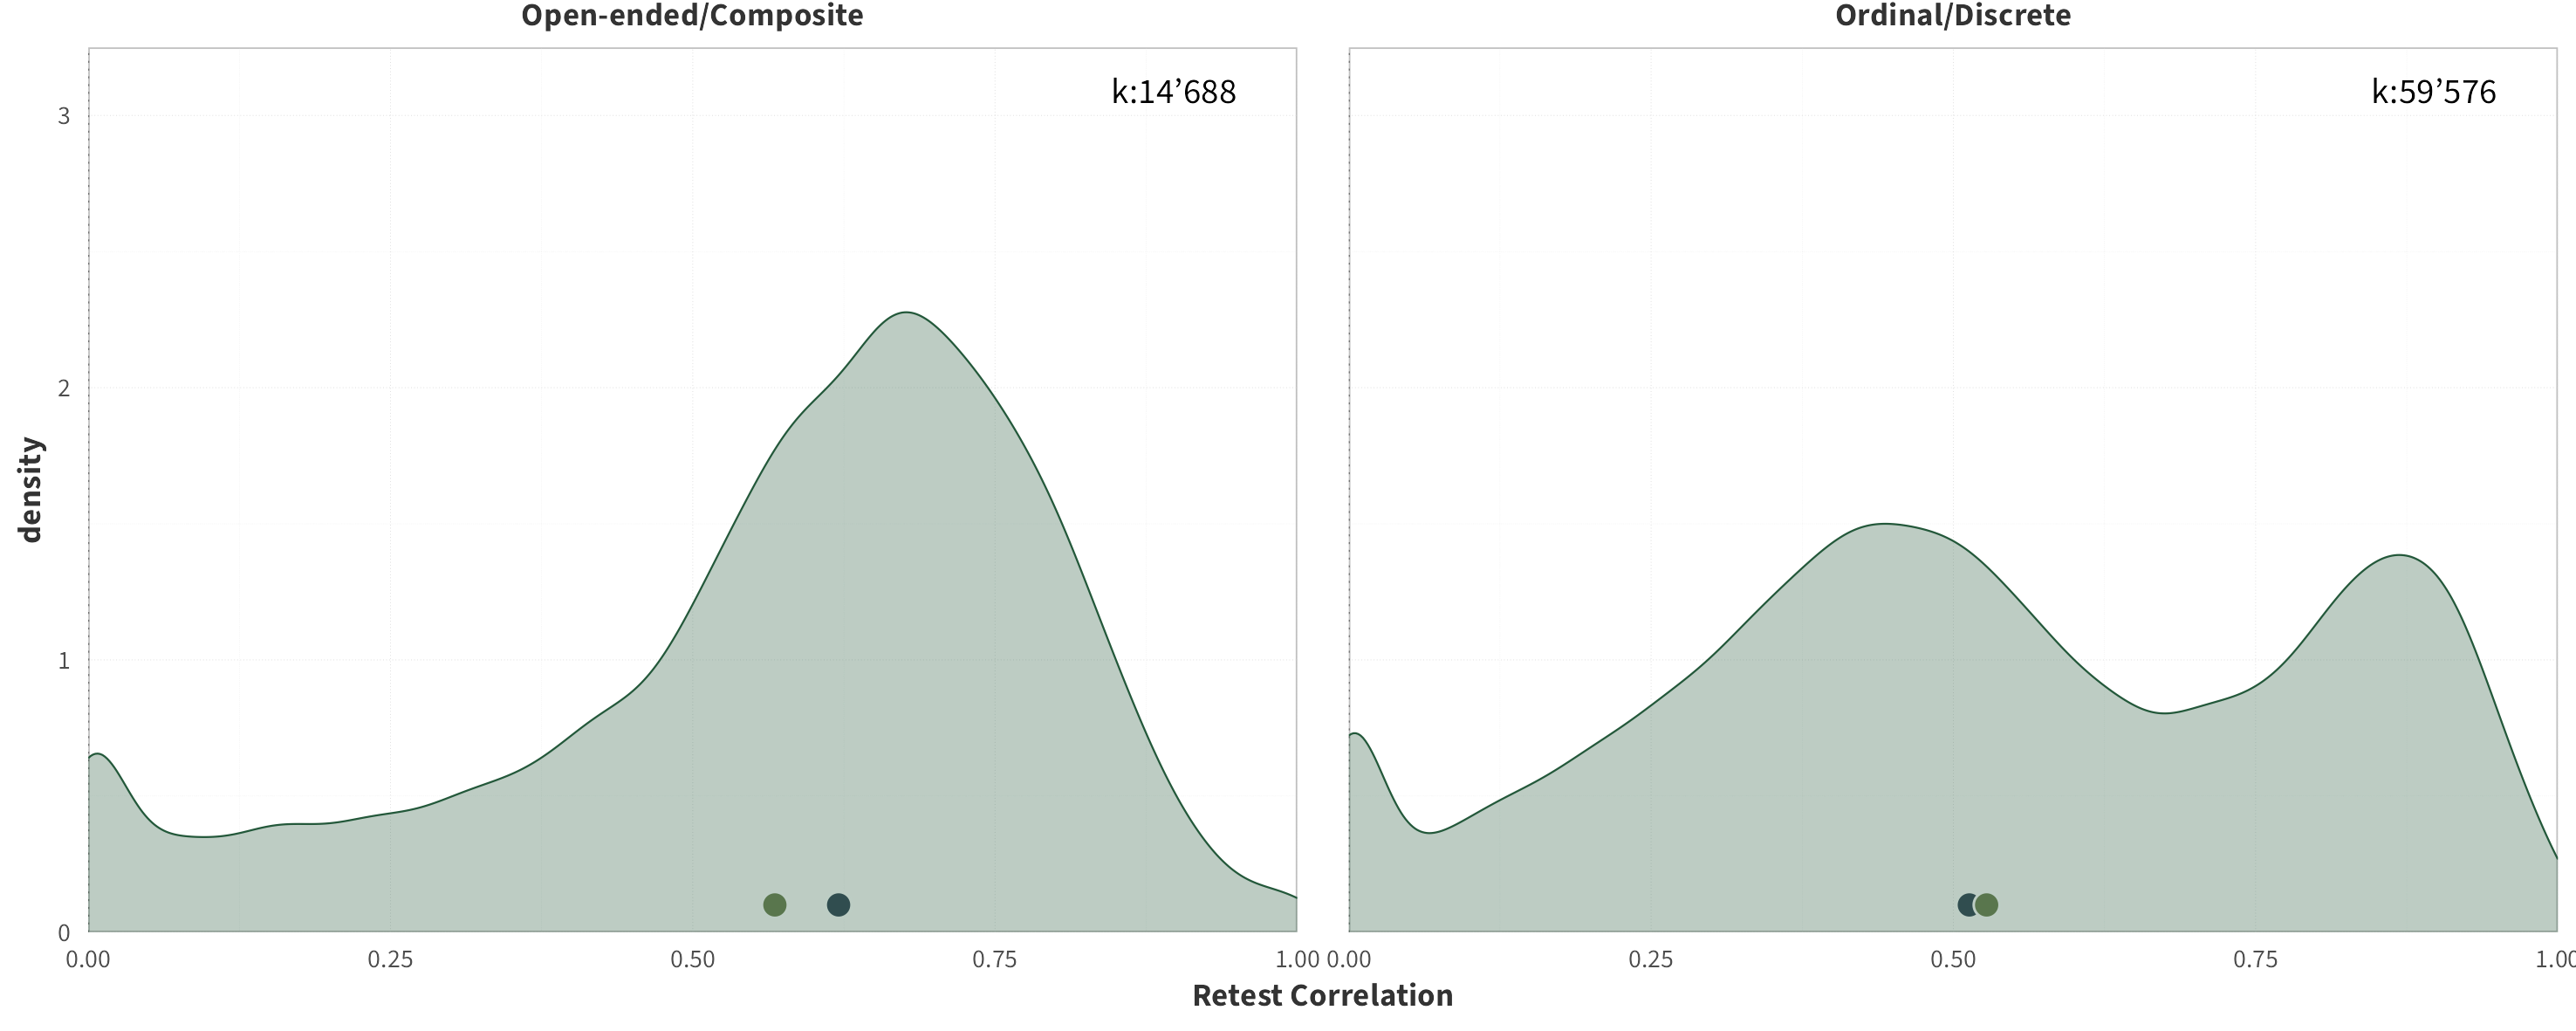 Open-ended/Composite
Ordinal/Discrete
k:14’688
k:59’576
density
3
2
1
0
0.00 0.25 0.50 0.75 1.00
0.00 0.25 0.50 0.75 1.00
Retest Correlation